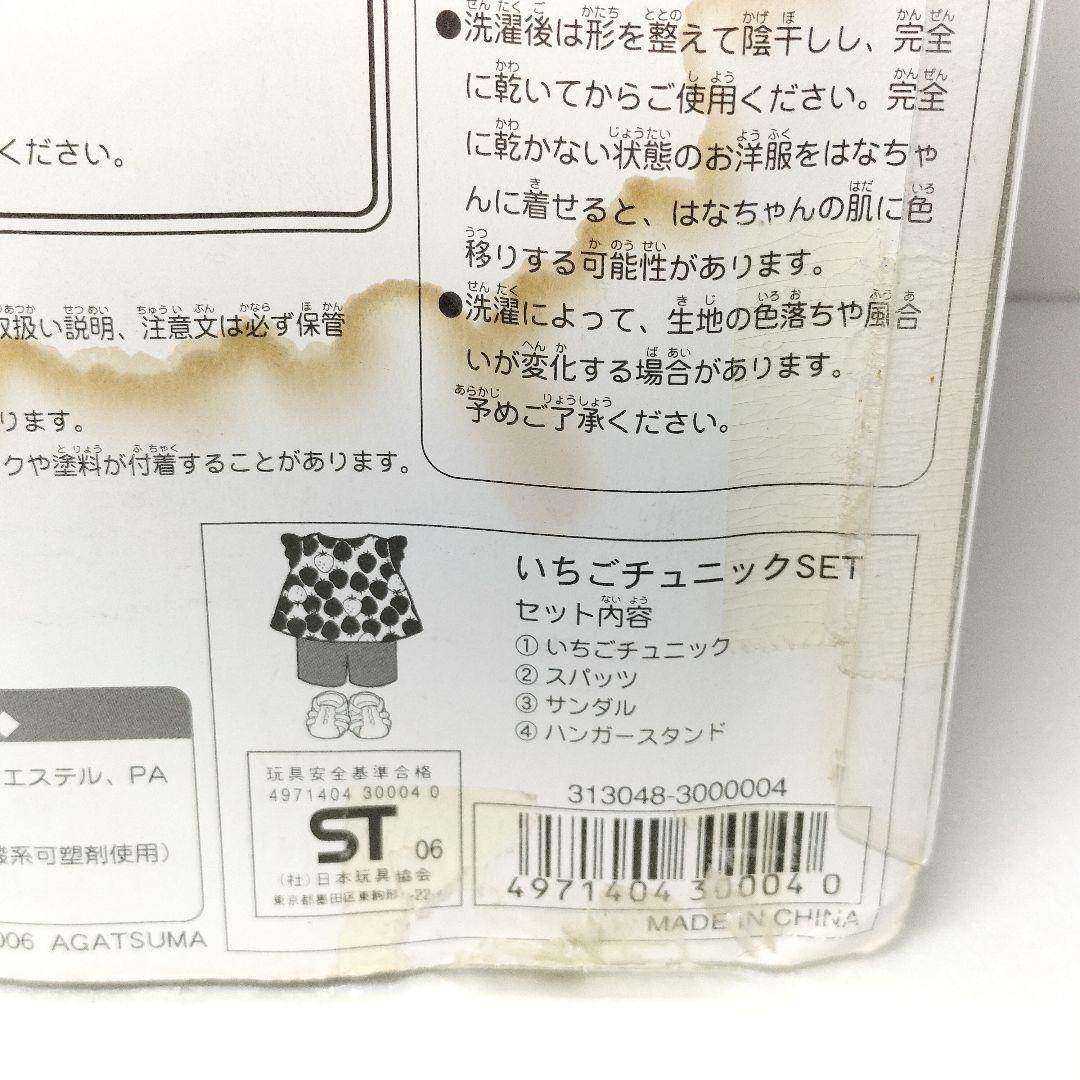 ●洗濯後は形を整えて陰干しし、完全
に乾いてからご使用ください。完全
に乾かない状態のお洋服をはなちゃ
んに着せると、はなちゃんの肌に色
移りする可能性があります。
●洗濯によって、生地の色落ちや風合
いが変化する場合があります。
予めご了承ください。
ください。
取扱い説明、注意文は必ず保管
ります。
クや塗料が付着することがあります。
いちごチュニックSET
セット内容
① いちごチュニック
② スパッツ
③ サンダル
④ ハンガースタンド
エステル、PA
酸系可塑剤使用)
006 AGATSUMA
玩具安全基準合格
4971404 30004 0
ST 06
(社)日本玩具協会
東京都墨田区東駒形 -22-
313048-3000004
4971404 300040
MADE IN CHINA